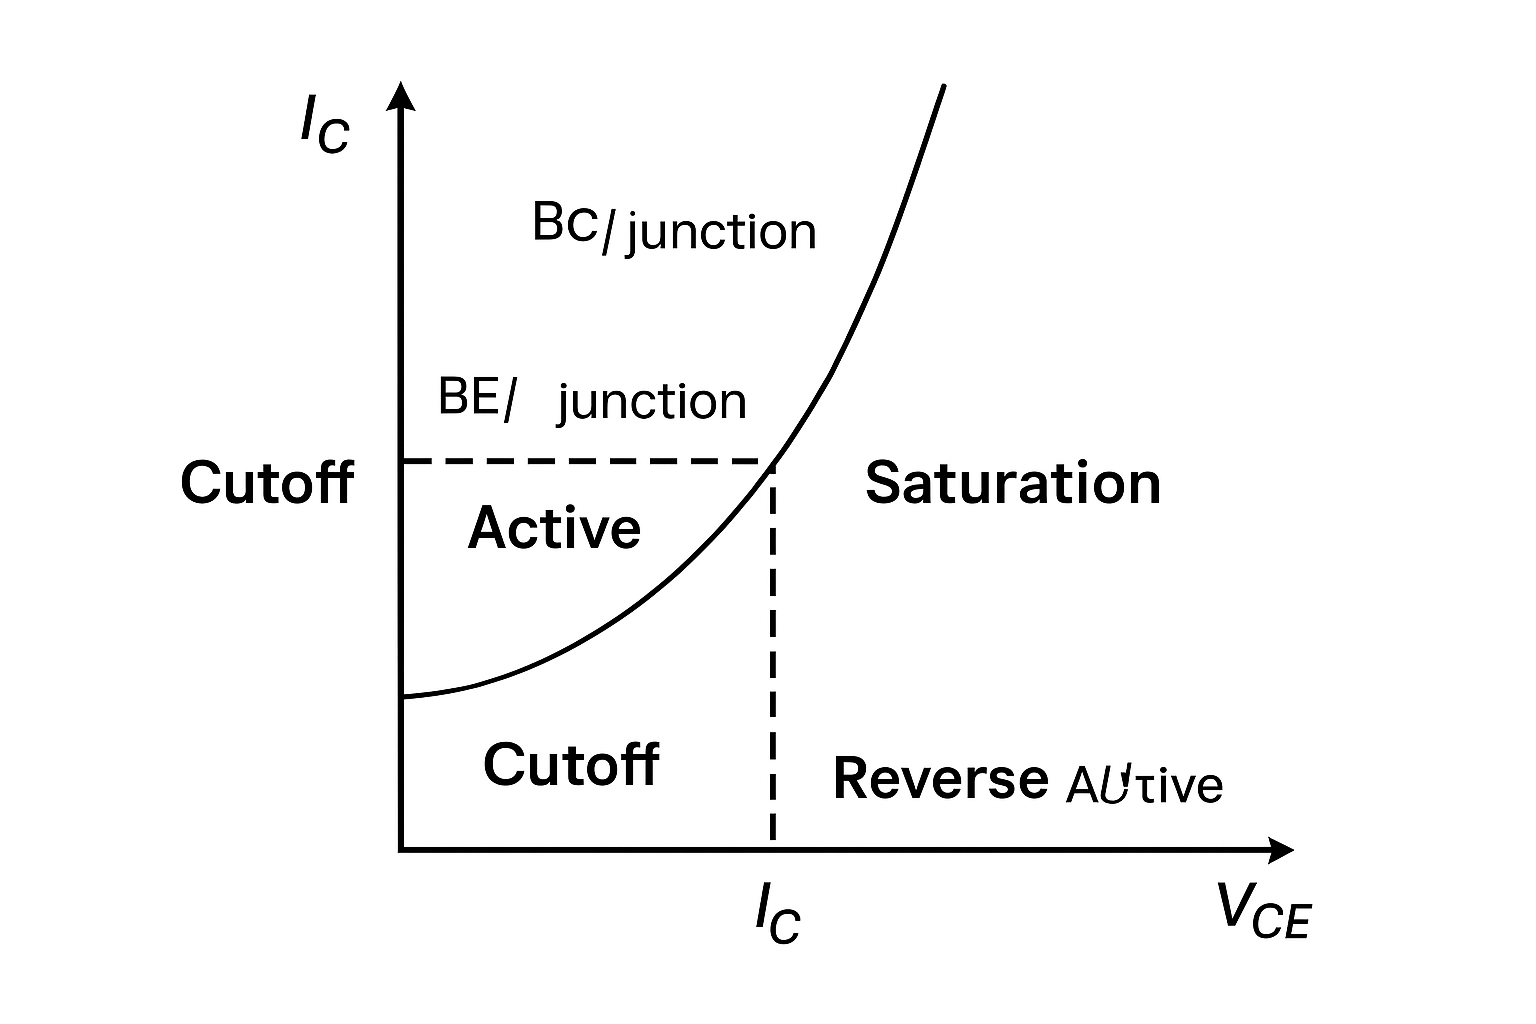 I_C
BC/ junction
BE/ junction
Cutoff
Saturation
Active
Cutoff
Reverse
I_C
V_CE